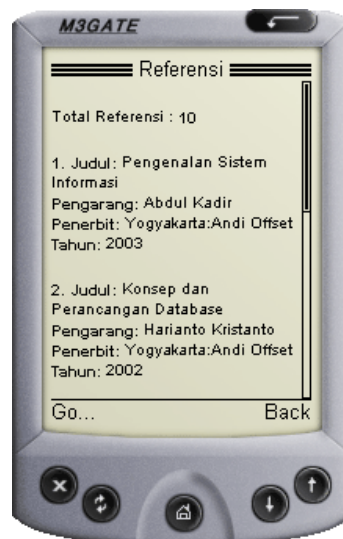 M3GATE
Referensi
Total Referensi : 10
1. Judul: Pengenalan Sistem
Informasi
Pengarang: Abdul Kadir
Penerbit: Yogyakarta:Andi Offset
Tahun: 2003
2. Judul: Konsep dan
Perancangan Database
Pengarang: Harianto Kristanto
Penerbit: Yogyakarta:Andi Offset
Tahun: 2002
Go... Back